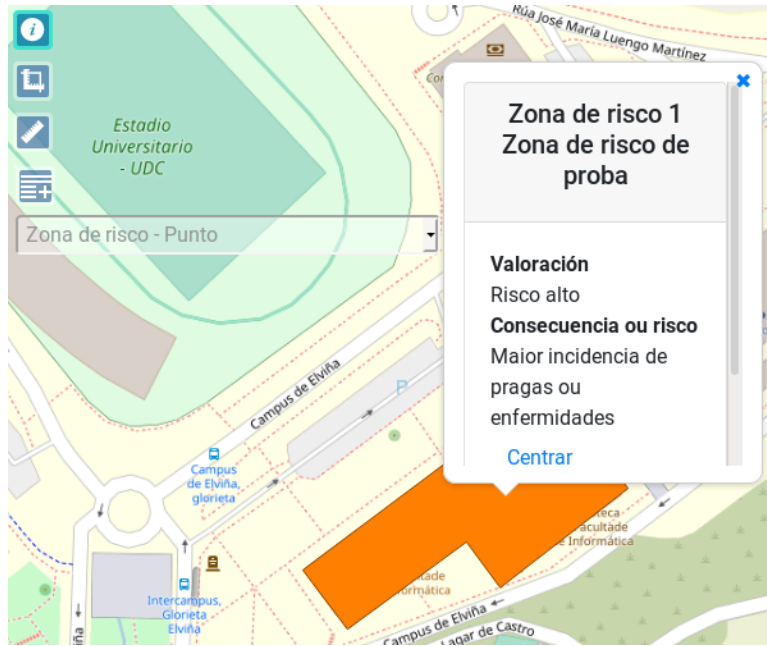 Rúa José María Luengo Martínez
Estadio
Universitario
- UDC
Zona de risco - Punto
Zona de risco 1
Zona de risco de
proba
Valoración
Risco alto
Consecuencia ou risco
Maior incidencia de
pragas ou
enfermidades
Centrar
Campus de Elviña
P
Campus
de Elviña,
glorieta
Informática
Intercampus,
Glorieta
Elviña
Campus de Elviña
Lagar de Castro